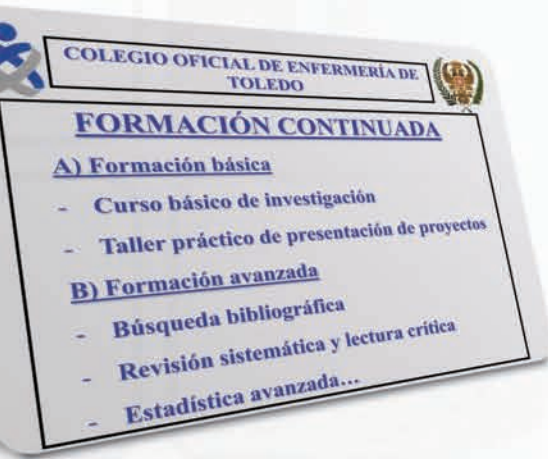 COLEGIO OFICIAL DE ENFERMERÍA DE
TOLEDO
FORMACIÓN CONTINUADA
A) Formación básica
- Curso básico de investigación
- Taller práctico de presentación de proyectos
B) Formación avanzada
- Búsqueda bibliográfica
- Revisión sistemática y lectura crítica
- Estadística avanzada...